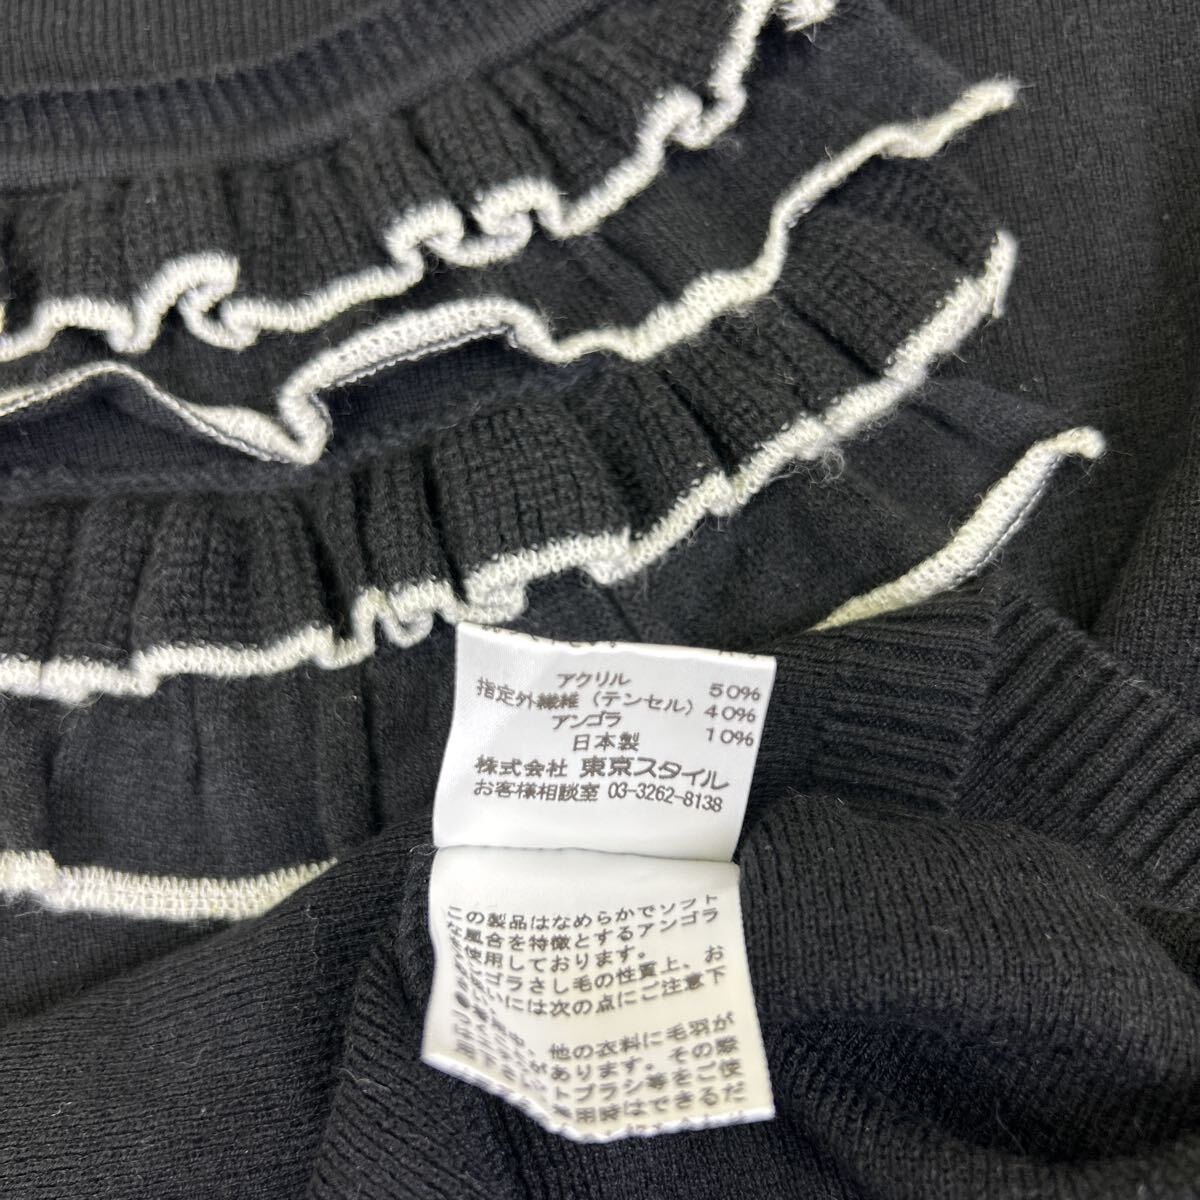 アクリル 50%
指定外繊維(テンセル) 40%
アンゴラ 10%
日本製
株式会社 東京スタイル
お客様相談室 03-3262-8138
この製品はなめらかでソフト
な風合を特徴とするアンゴラ
を使用しております。
ンゴラさし毛の性質上、お
いには次の点にご注意下
他の衣料に毛羽が
があります。その際
トブラシ等をご使
用時はできるだ